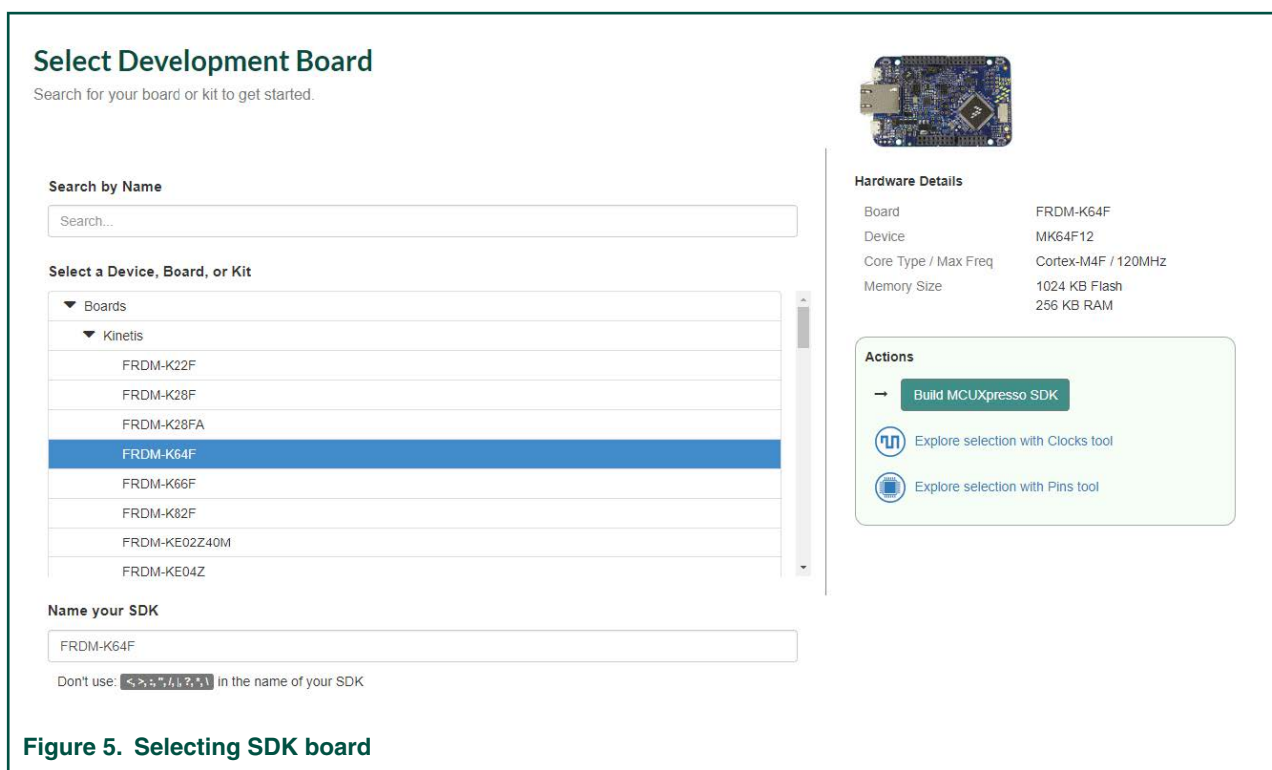 Select Development Board
Search for your board or kit to get started.
Search by Name
Search...
Select a Device, Board, or Kit
Boards
Kinetis
FRDM-K22F
FRDM-K28F
FRDM-K28FA
FRDM-K64F
FRDM-K66F
FRDM-K82F
FRDM-KE02Z40M
FRDM-KE04Z
Name your SDK
FRDM-K64F
Don't use: <,>,:,",/,|,?,*,\ in the name of your SDK
Hardware Details
Board FRDM-K64F
Device MK64F12
Core Type / Max Freq Cortex-M4F / 120MHz
Memory Size 1024 KB Flash
256 KB RAM
Actions
→ Build MCUXpresso SDK
Explore selection with Clocks tool
Explore selection with Pins tool
Figure 5. Selecting SDK board